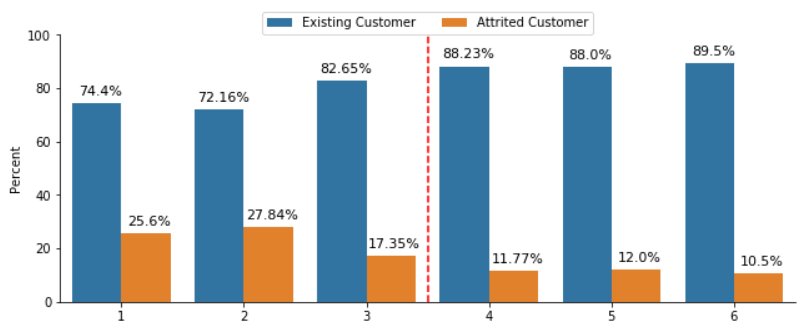 Existing Customer Attrited Customer
100
88.23% 88.0% 89.5%
82.65%
80
74.4% 72.16%
60
Percent
40
25.6% 27.84%
20
17.35%
11.77% 12.0% 10.5%
0
1 2 3 4 5 6